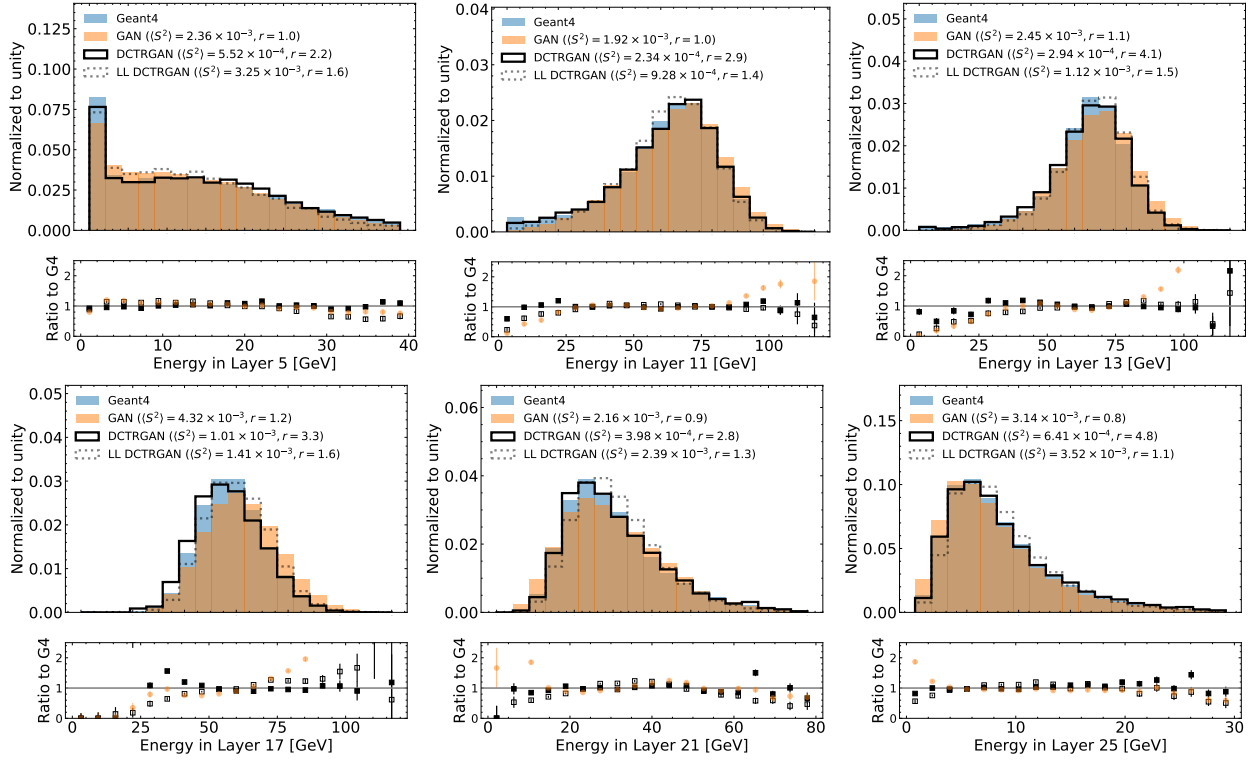 Normalized to unity
0.125
0.100
0.075
0.050
0.025
0.000
Geant4
GAN (⟨S²⟩ = 2.36 × 10⁻³, r = 1.0)
DCTRGAN (⟨S²⟩ = 5.52 × 10⁻⁴, r = 2.2)
LL DCTRGAN (⟨S²⟩ = 3.25 × 10⁻³, r = 1.6)
Ratio to G4
2
1
0
0 10 20 30 40
Energy in Layer 5 [GeV]
Normalized to unity
0.04
0.03
0.02
0.01
0.00
Geant4
GAN (⟨S²⟩ = 1.92 × 10⁻³, r = 1.0)
DCTRGAN (⟨S²⟩ = 2.34 × 10⁻⁴, r = 2.9)
LL DCTRGAN (⟨S²⟩ = 9.28 × 10⁻⁴, r = 1.4)
Ratio to G4
2
1
0
0 25 50 75 100
Energy in Layer 11 [GeV]
Normalized to unity
0.05
0.04
0.03
0.02
0.01
0.00
Geant4
GAN (⟨S²⟩ = 2.45 × 10⁻³, r = 1.1)
DCTRGAN (⟨S²⟩ = 2.94 × 10⁻⁴, r = 4.1)
LL DCTRGAN (⟨S²⟩ = 1.12 × 10⁻³, r = 1.5)
Ratio to G4
2
1
0
0 25 50 75 100
Energy in Layer 13 [GeV]
Normalized to unity
0.05
0.04
0.03
0.02
0.01
0.00
Geant4
GAN (⟨S²⟩ = 4.32 × 10⁻³, r = 1.2)
DCTRGAN (⟨S²⟩ = 1.01 × 10⁻³, r = 3.3)
LL DCTRGAN (⟨S²⟩ = 1.41 × 10⁻³, r = 1.6)
Ratio to G4
2
1
0
0 25 50 75 100
Energy in Layer 17 [GeV]
Normalized to unity
0.06
0.04
0.02
0.00
Geant4
GAN (⟨S²⟩ = 2.16 × 10⁻³, r = 0.9)
DCTRGAN (⟨S²⟩ = 3.98 × 10⁻⁴, r = 2.8)
LL DCTRGAN (⟨S²⟩ = 2.39 × 10⁻³, r = 1.3)
Ratio to G4
2
1
0
0 20 40 60 80
Energy in Layer 21 [GeV]
Normalized to unity
0.15
0.10
0.05
0.00
Geant4
GAN (⟨S²⟩ = 3.14 × 10⁻³, r = 0.8)
DCTRGAN (⟨S²⟩ = 6.41 × 10⁻⁴, r = 4.8)
LL DCTRGAN (⟨S²⟩ = 3.52 × 10⁻³, r = 1.1)
Ratio to G4
2
1
0
0 10 20 30
Energy in Layer 25 [GeV]